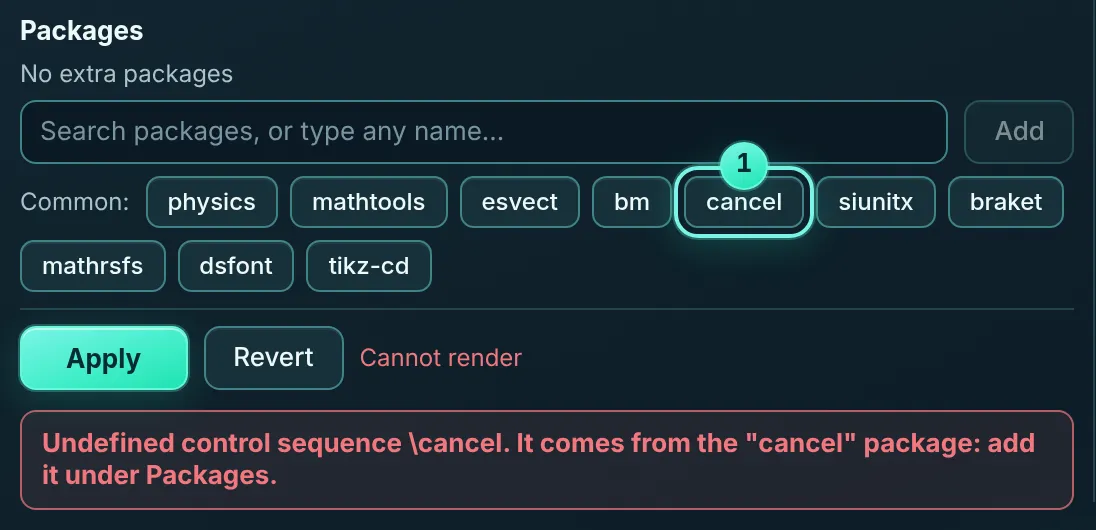 Packages
No extra packages
Search packages, or type any name...
Add
1
Common: physics mathtools esvect bm cancel siunitx braket
mathrsfs dsfont tikz-cd
Apply Revert Cannot render
Undefined control sequence \cancel. It comes from the "cancel" package: add
it under Packages.